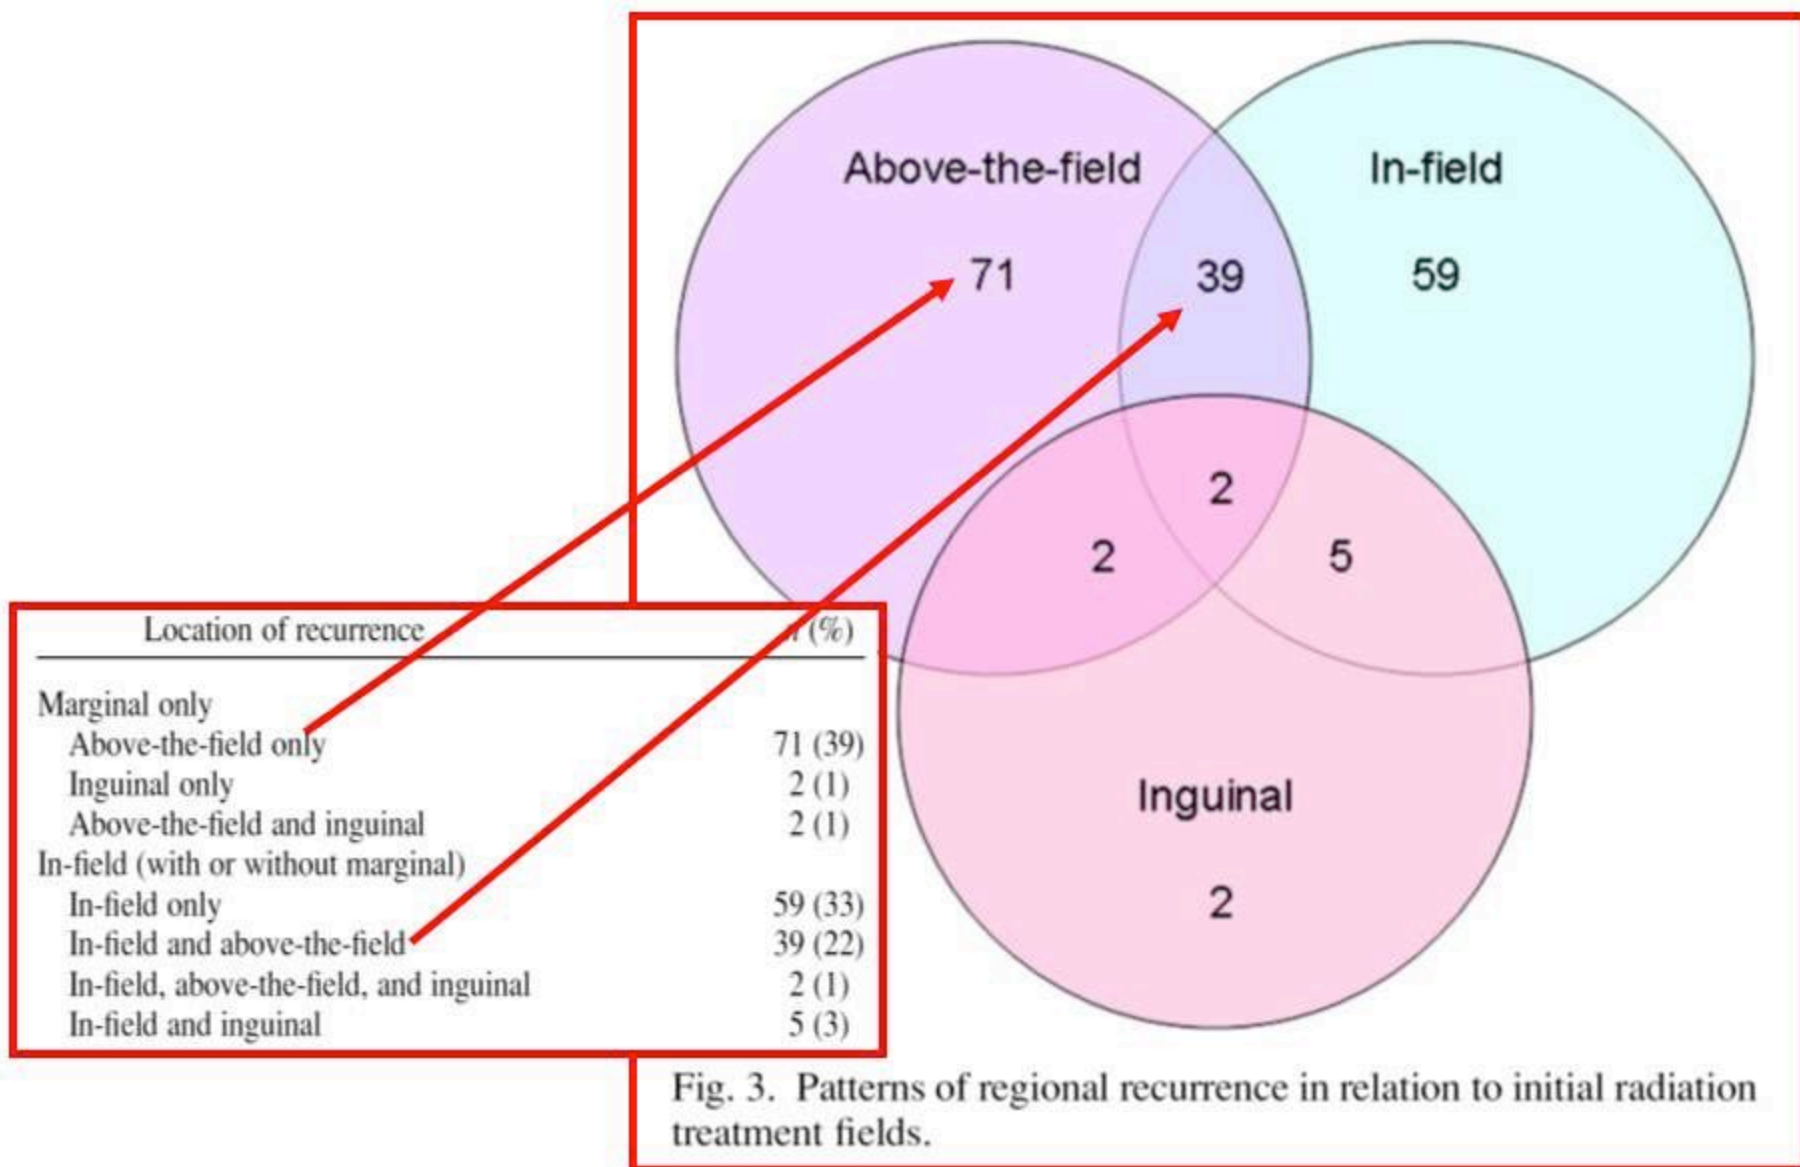 Above-the-field
In-field
71
39
59
2
2
5
Inguinal
2
Location of recurrence (%)
Marginal only
Above-the-field only 71 (39)
Inguinal only 2 (1)
Above-the-field and inguinal 2 (1)
In-field (with or without marginal)
In-field only 59 (33)
In-field and above-the-field 39 (22)
In-field, above-the-field, and inguinal 2 (1)
In-field and inguinal 5 (3)
Fig. 3. Patterns of regional recurrence in relation to initial radiation
treatment fields.